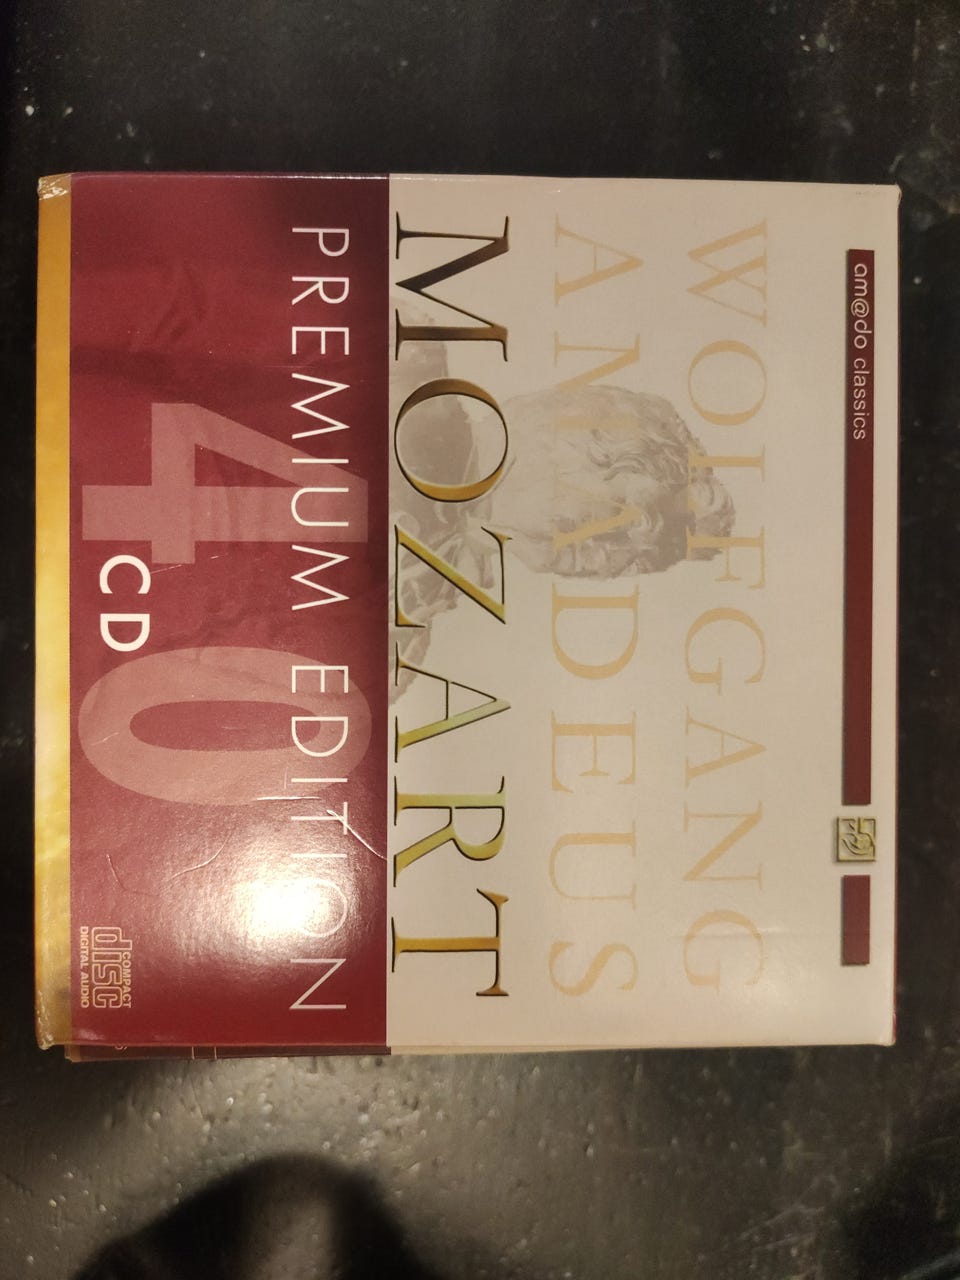 am@do classics
WOLFGANG
AMADEUS
MOZART
PREMIUM EDITION
40
CD
COMPACT
disc
DIGITAL AUDIO